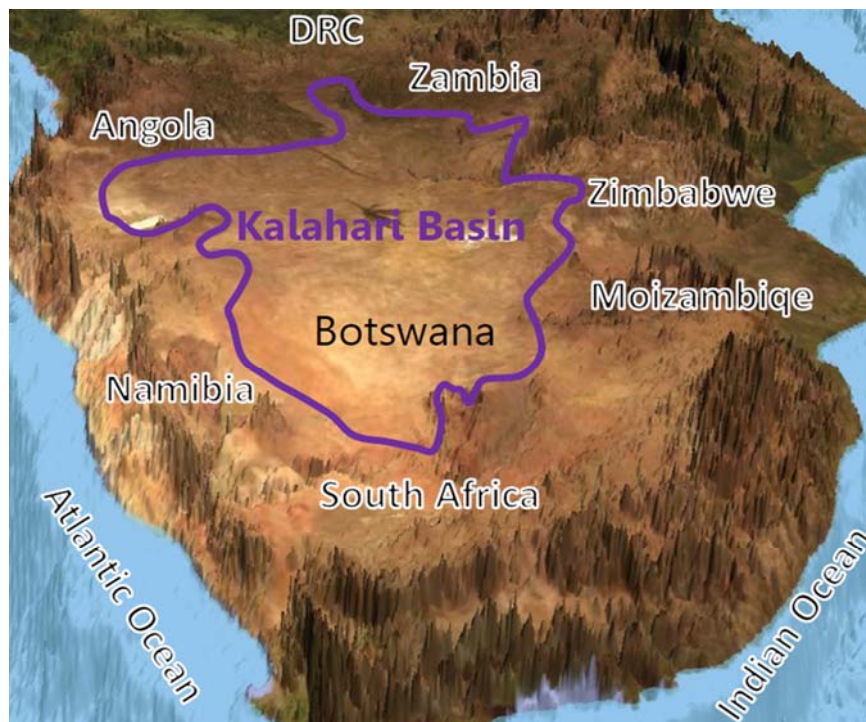 DRC
Zambia
Angola
Zimbabwe
Kalahari Basin
Moizambiqe
Botswana
Namibia
South Africa
Atlantic Ocean
Indian Ocean